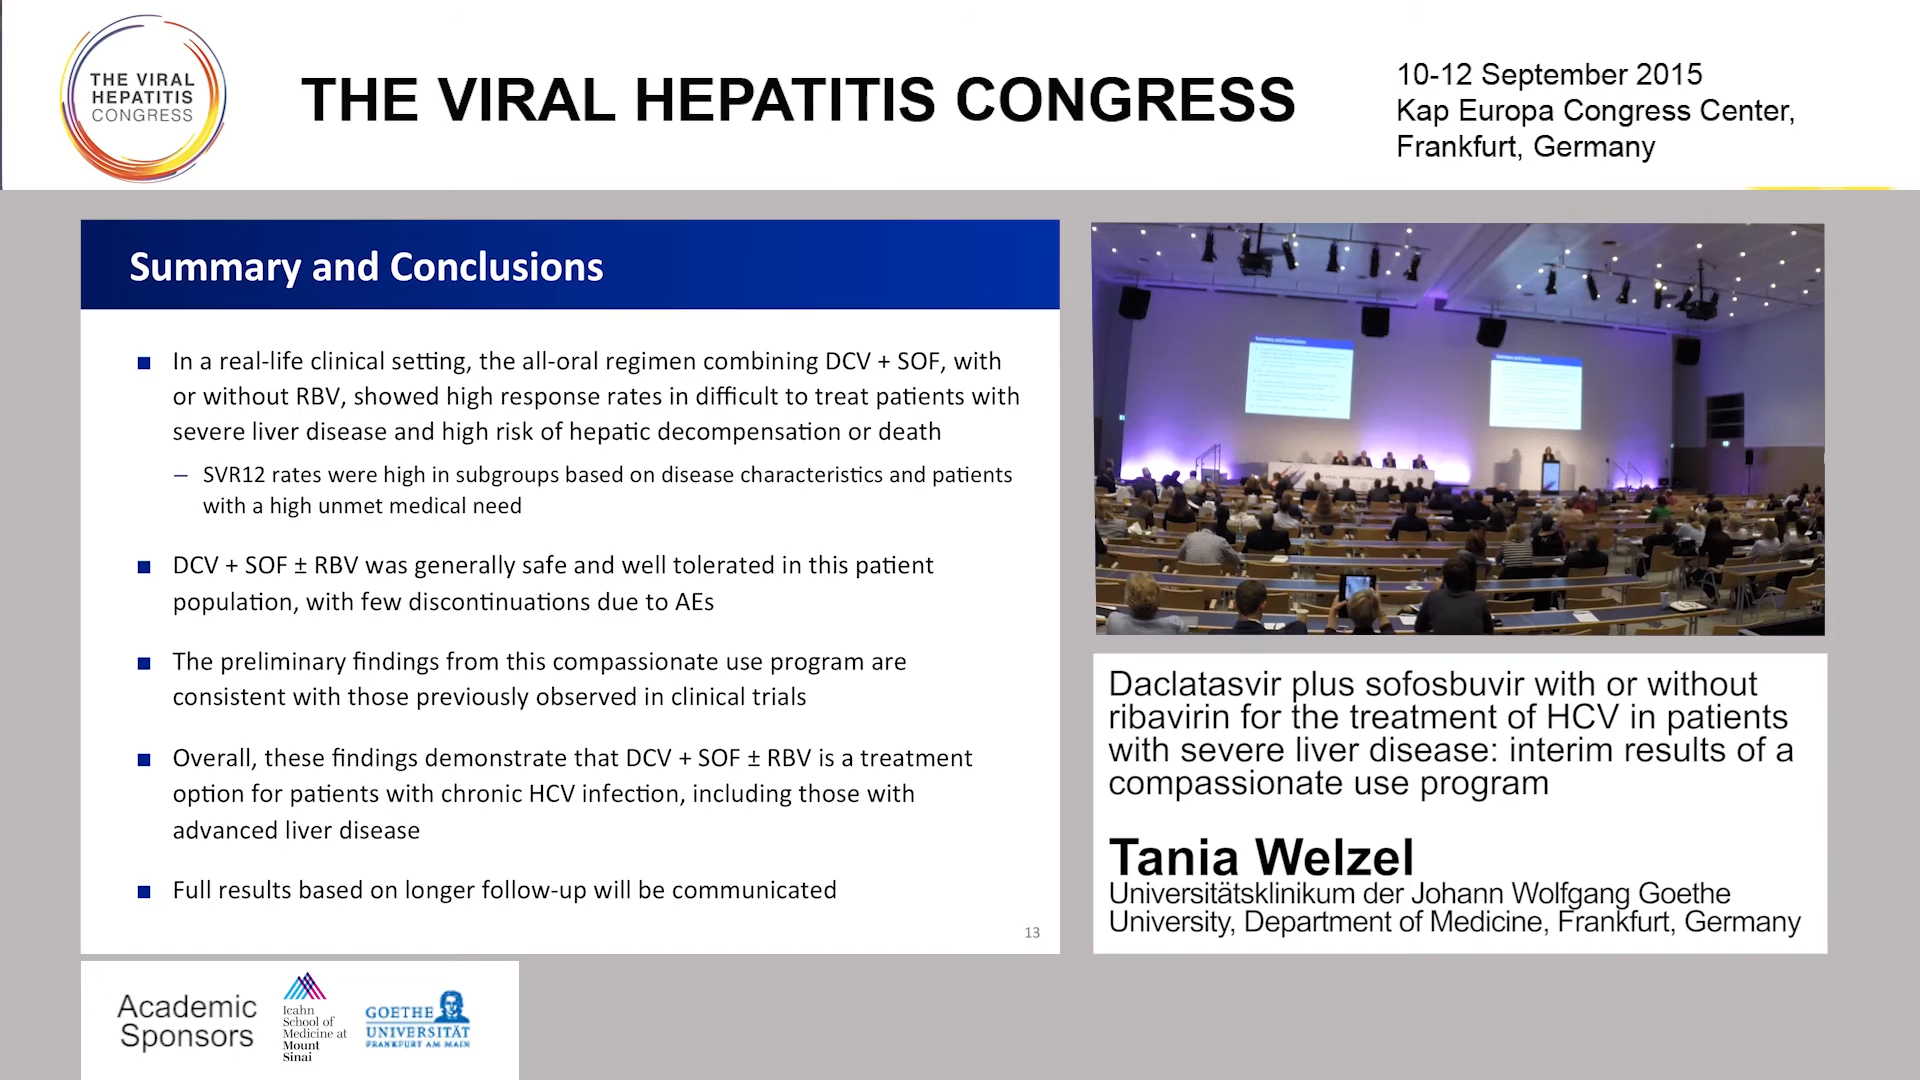 THE VIRAL
HEPATITIS
CONGRESS
THE VIRAL HEPATITIS CONGRESS
10-12 September 2015
Kap Europa Congress Center,
Frankfurt, Germany
Summary and Conclusions
■ In a real-life clinical setting, the all-oral regimen combining DCV + SOF, with
or without RBV, showed high response rates in difficult to treat patients with
severe liver disease and high risk of hepatic decompensation or death
– SVR12 rates were high in subgroups based on disease characteristics and patients
with a high unmet medical need
■ DCV + SOF ± RBV was generally safe and well tolerated in this patient
population, with few discontinuations due to AEs
■ The preliminary findings from this compassionate use program are
consistent with those previously observed in clinical trials
■ Overall, these findings demonstrate that DCV + SOF ± RBV is a treatment
option for patients with chronic HCV infection, including those with
advanced liver disease
■ Full results based on longer follow-up will be communicated
13
Summary and Conclusions
Summary and Conclusions
Daclatasvir plus sofosbuvir with or without
ribavirin for the treatment of HCV in patients
with severe liver disease: interim results of a
compassionate use program
Tania Welzel
Universitätsklinikum der Johann Wolfgang Goethe
University, Department of Medicine, Frankfurt, Germany
Academic
Sponsors
Icahn
School of
Medicine at
Mount
Sinai
GOETHE
UNIVERSITÄT
FRANKFURT AM MAIN